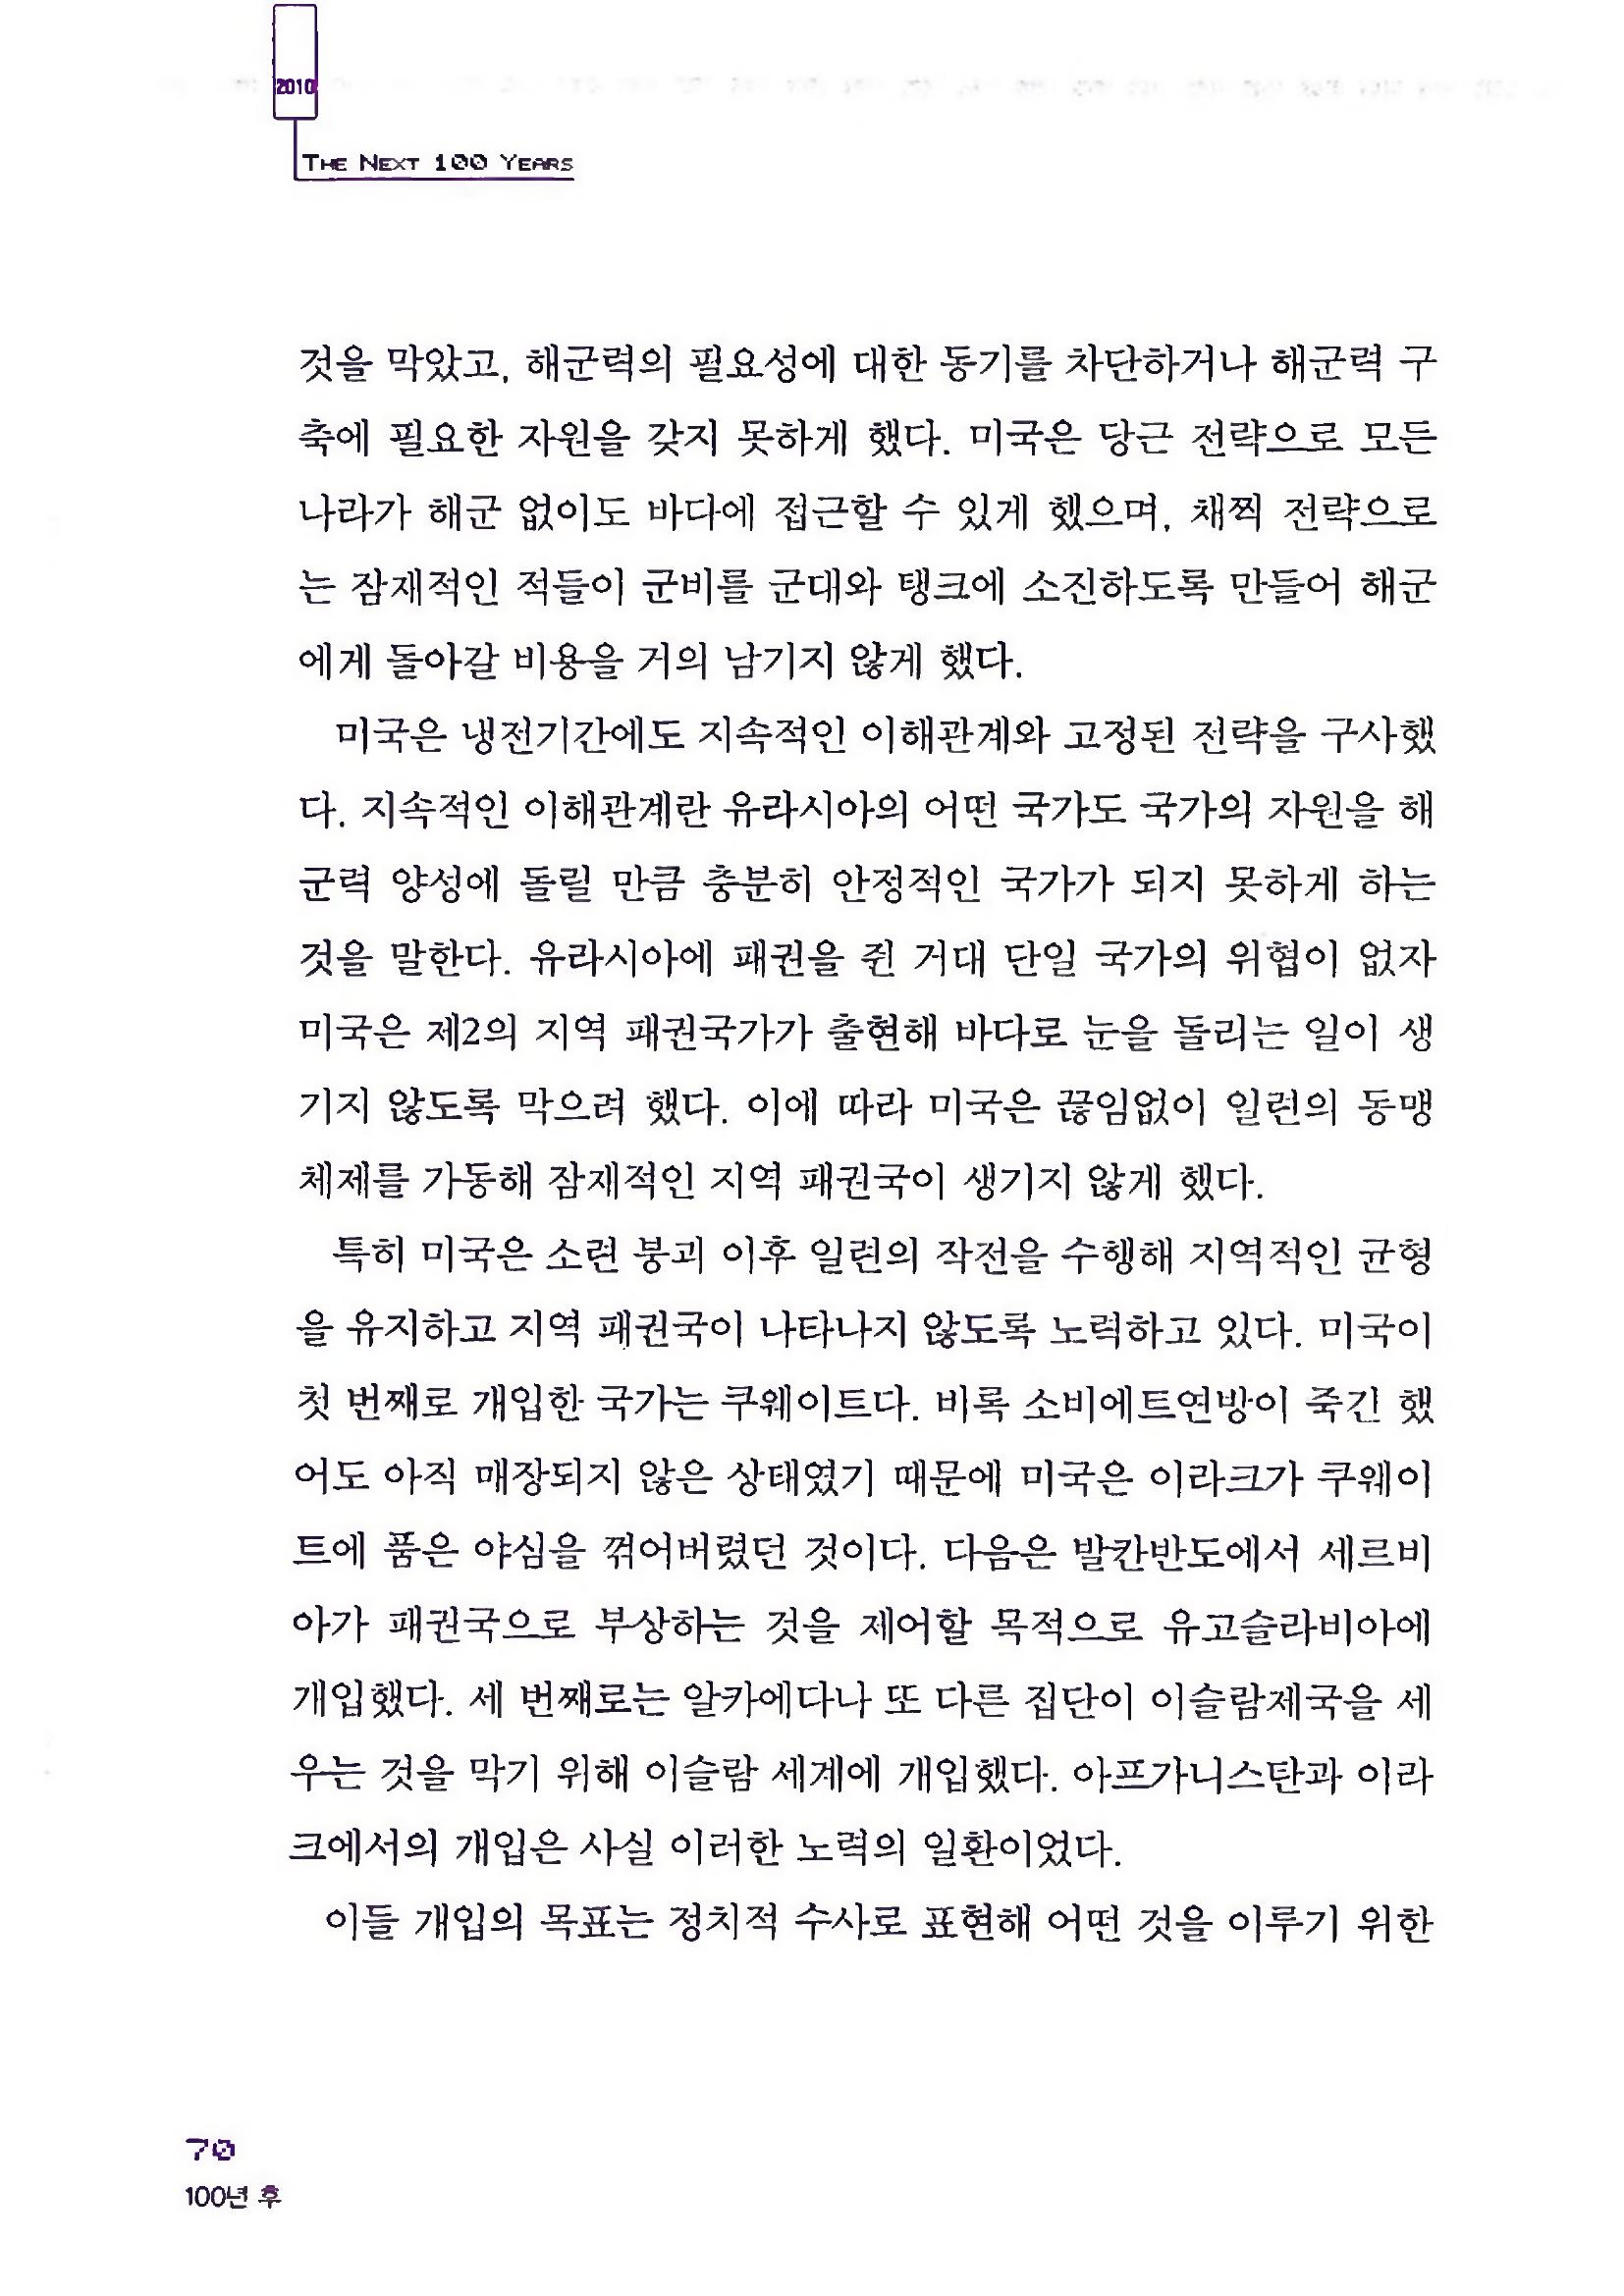 2010
THE NEXT 100 YEARS
것을 막았고, 해군력의 필요성에 대한 동기를 차단하거나 해군력 구
축에 필요한 자원을 갖지 못하게 했다. 미국은 당근 전략으로 모든
나라가 해군 없이도 바다에 접근할 수 있게 했으며, 채찍 전략으로
는 잠재적인 적들이 군비를 군대와 탱크에 소진하도록 만들어 해군
에게 돌아갈 비용을 거의 남기지 않게 했다.
미국은 냉전기간에도 지속적인 이해관계와 고정된 전략을 구사했
다. 지속적인 이해관계란 유라시아의 어떤 국가도 국가의 자원을 해
군력 양성에 돌릴 만큼 충분히 안정적인 국가가 되지 못하게 하는
것을 말한다. 유라시아에 패권을 쥔 거대 단일 국가의 위협이 없자
미국은 제2의 지역 패권국가가 출현해 바다로 눈을 돌리는 일이 생
기지 않도록 막으려 했다. 이에 따라 미국은 끊임없이 일련의 동맹
체제를 가동해 잠재적인 지역 패권국이 생기지 않게 했다.
특히 미국은 소련 붕괴 이후 일련의 작전을 수행해 지역적인 균형
을 유지하고 지역 패권국이 나타나지 않도록 노력하고 있다. 미국이
첫 번째로 개입한 국가는 쿠웨이트다. 비록 소비에트연방이 죽긴 했
어도 아직 매장되지 않은 상태였기 때문에 미국은 이라크가 쿠웨이
트에 품은 야심을 꺾어버렸던 것이다. 다음은 발칸반도에서 세르비
아가 패권국으로 부상하는 것을 제어할 목적으로 유고슬라비아에
개입했다. 세 번째로는 알카에다나 또 다른 집단이 이슬람제국을 세
우는 것을 막기 위해 이슬람 세계에 개입했다. 아프가니스탄과 이라
크에서의 개입은 사실 이러한 노력의 일환이었다.
이들 개입의 목표는 정치적 수사로 표현해 어떤 것을 이루기 위한
70
100년 후